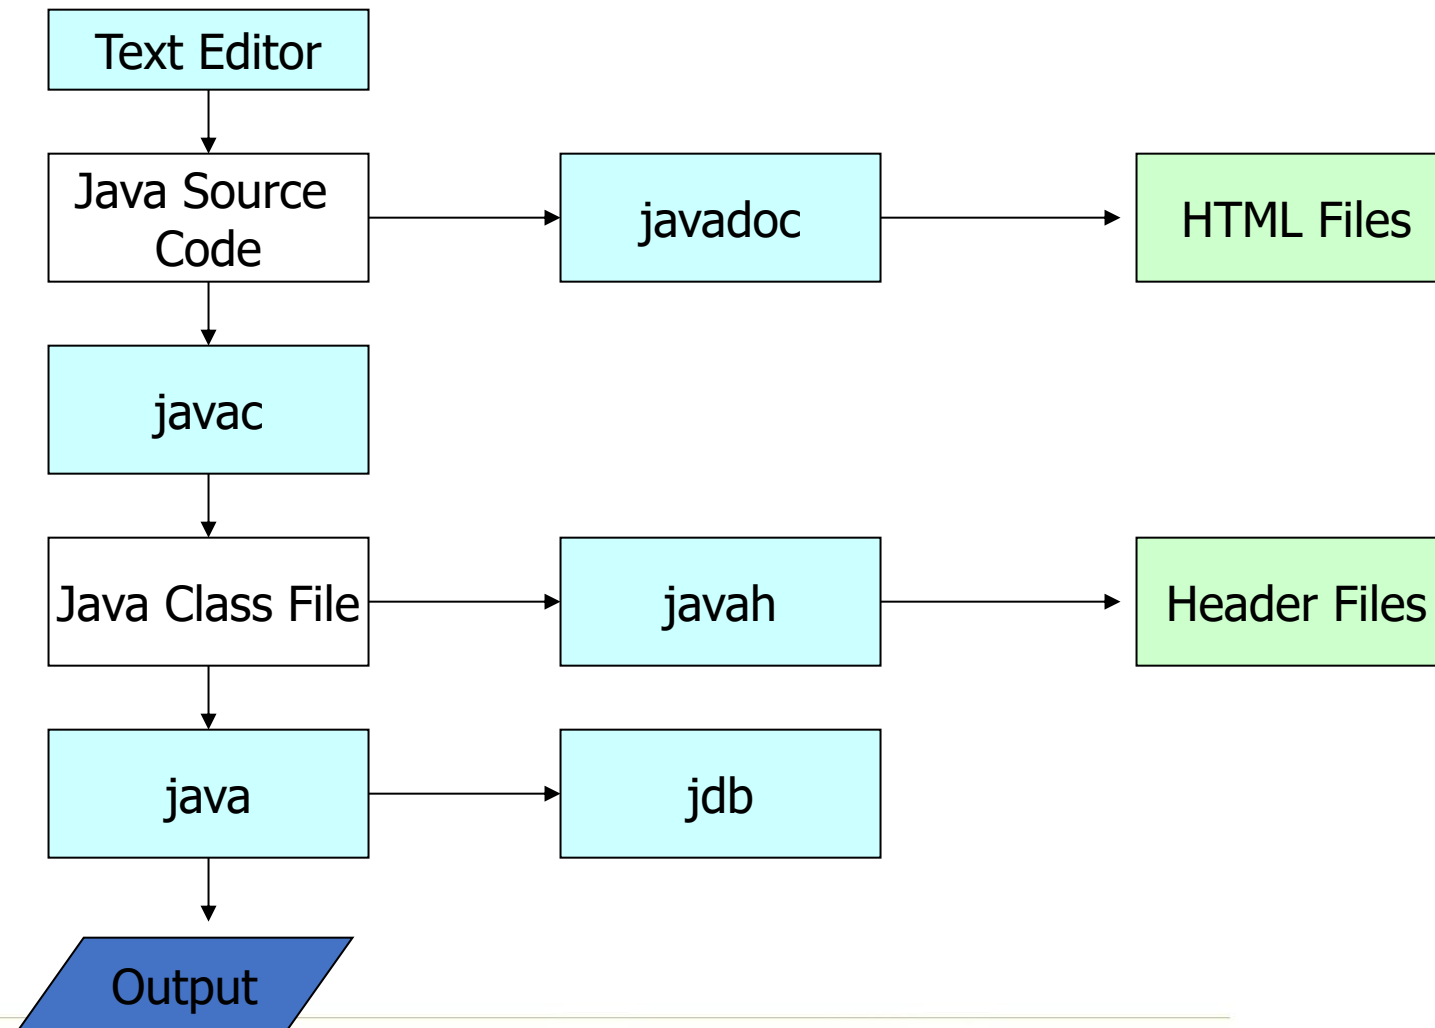 Text Editor
Java Source
Code
javadoc
HTML Files
javac
Java Class File
javah
Header Files
java
jdb
Output